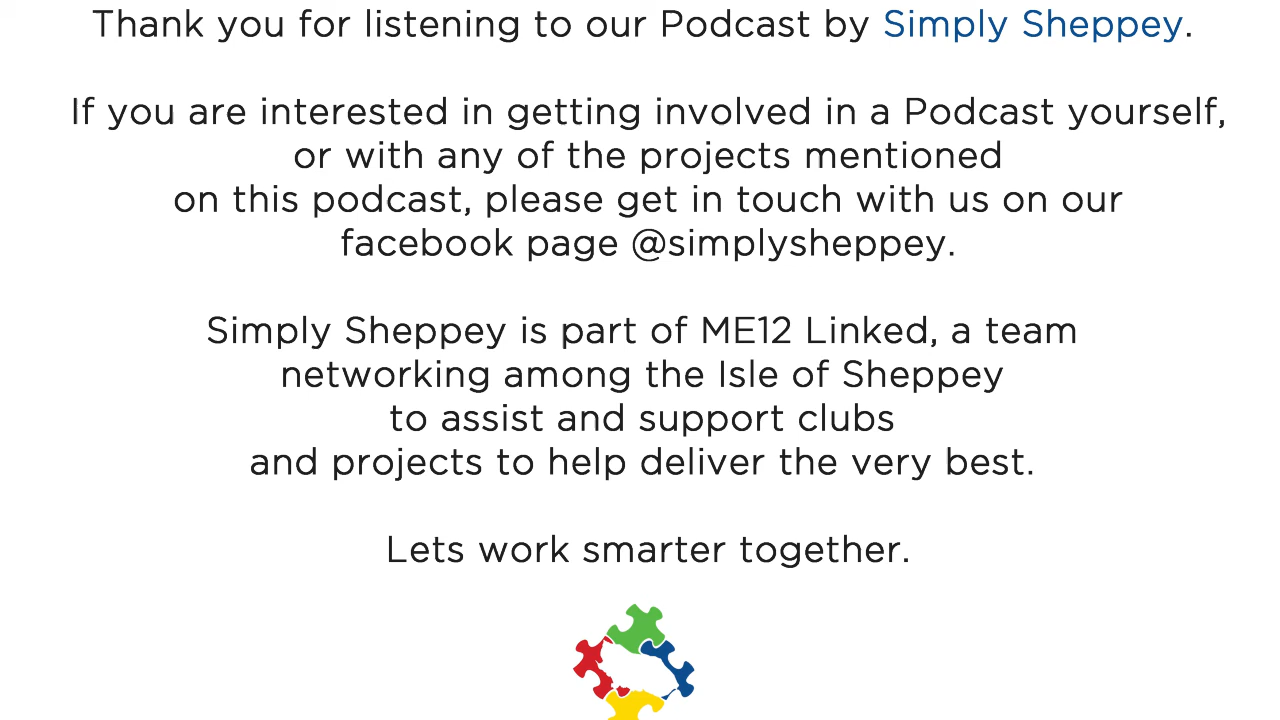 Thank you for listening to our Podcast by Simply Sheppey.
If you are interested in getting involved in a Podcast yourself,
or with any of the projects mentioned
on this podcast, please get in touch with us on our
facebook page @simplysheppey.
Simply Sheppey is part of ME12 Linked, a team
networking among the Isle of Sheppey
to assist and support clubs
and projects to help deliver the very best.
Lets work smarter together.